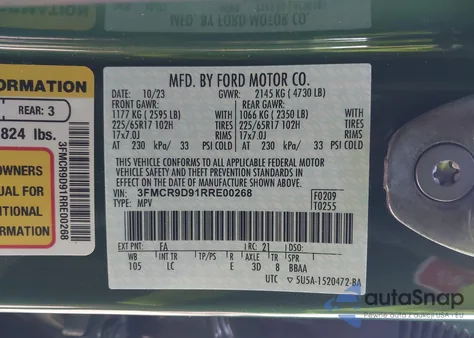 MFD. BY FORD MOTOR CO.
DATE: 10/23 GVWR: 2145 KG ( 4730 LB)
FRONT GAWR: REAR GAWR:
1177 KG ( 2595 LB) WITH 1066 KG ( 2350 LB) WITH
225/65R17 102H TIRES 225/65R17 102H TIRES
17x7.0J RIMS 17x7.0J RIMS
AT 230 kPa/ 33 PSI COLD AT 230 kPa/ 33 PSI COLD
THIS VEHICLE CONFORMS TO ALL APPLICABLE FEDERAL MOTOR
VEHICLE SAFETY AND THEFT PREVENTION STANDARDS IN
EFFECT ON THE DATE OF MANUFACTURE SHOWN ABOVE.
VIN: 3FMCR9D91RRE00268 F0209
TYPE: MPV T0255
EXT PNT: FA RC: 21 DSO:
WB INT TR TP/PS R AXLE TR SPR
105 LC E 3D 8 BBAA
UTC 5U5A-1520472-BA
ORMATION
REAR: 3
824 lbs.
OWNERS
UAL FOR
ITIONAL
RMATION
3FMCR9D91RRE00268
autoSnap